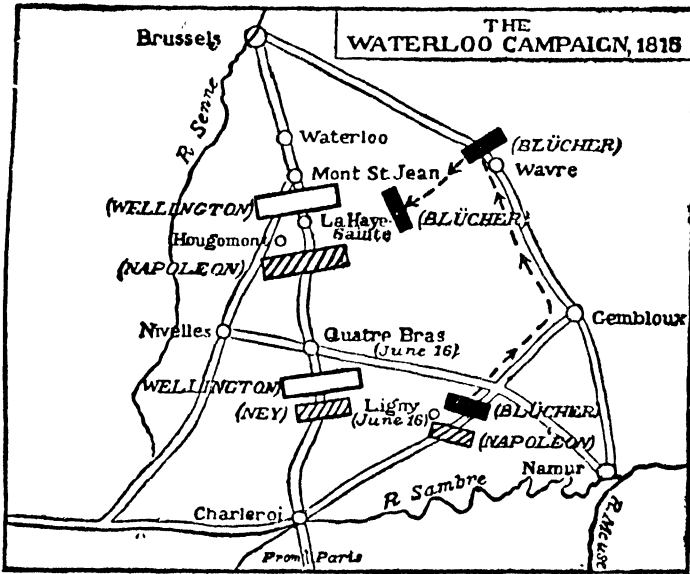 THE
WATERLOO CAMPAIGN, 1815
Brussels
R Senne
Waterloo
(BLÜCHER)
Wavre
Mont St. Jean
(WELLINGTON)
La Haye-
Sainte
(BLÜCHER)
Hougomont
(NAPOLEON)
Gembloux
Nivelles
Quatre Bras
(June 16)
WELLINGTON)
(NEY)
Ligny
(June 16)
(BLÜCHER)
(NAPOLEON)
Namur
R Sambre
Charleroi
R. Meuse
From Paris